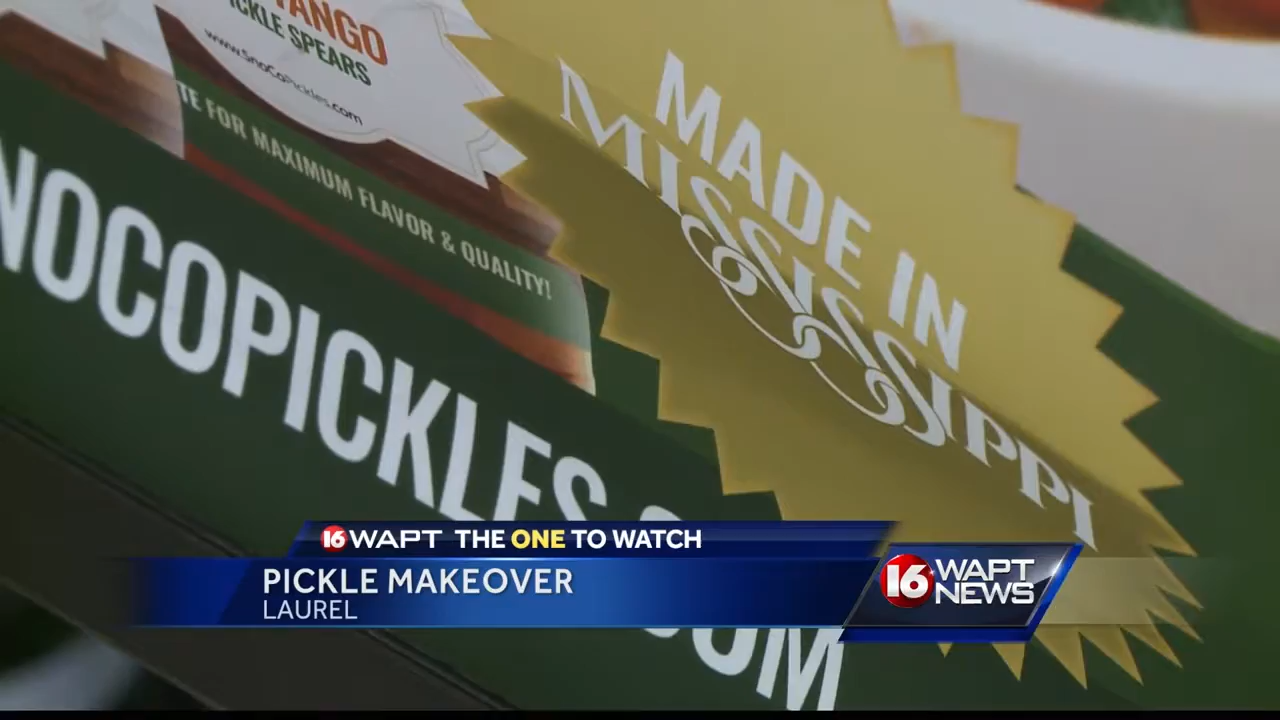 TANGO
ICKLE SPEARS
www.SnoCoPickles.com
TE FOR MAXIMUM FLAVOR & QUALITY!
NOCOPICKLES.COM
MADE IN
MISSISSIPPI
16 WAPT THE ONE TO WATCH
PICKLE MAKEOVER
LAUREL
16 WAPT
NEWS